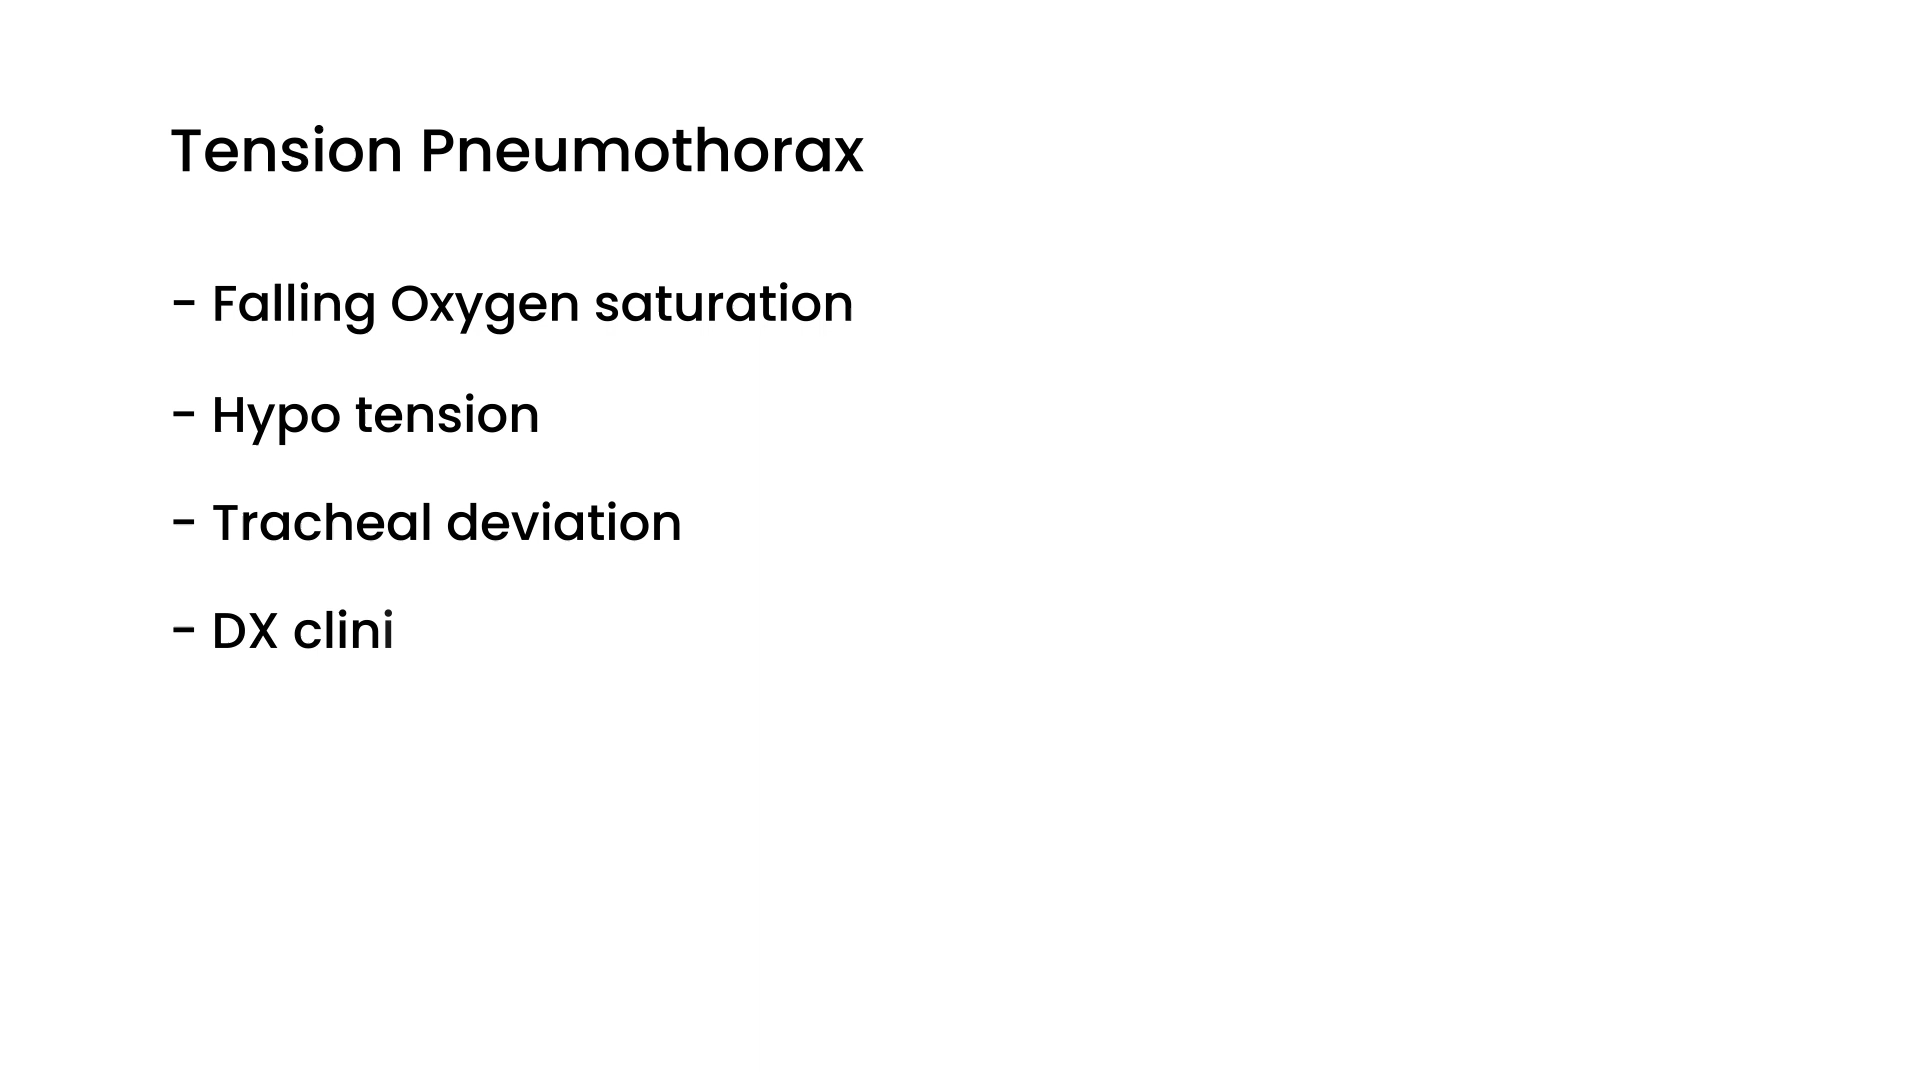 Tension Pneumothorax
- Falling Oxygen saturation
- Hypo tension
- Tracheal deviation
- DX clini